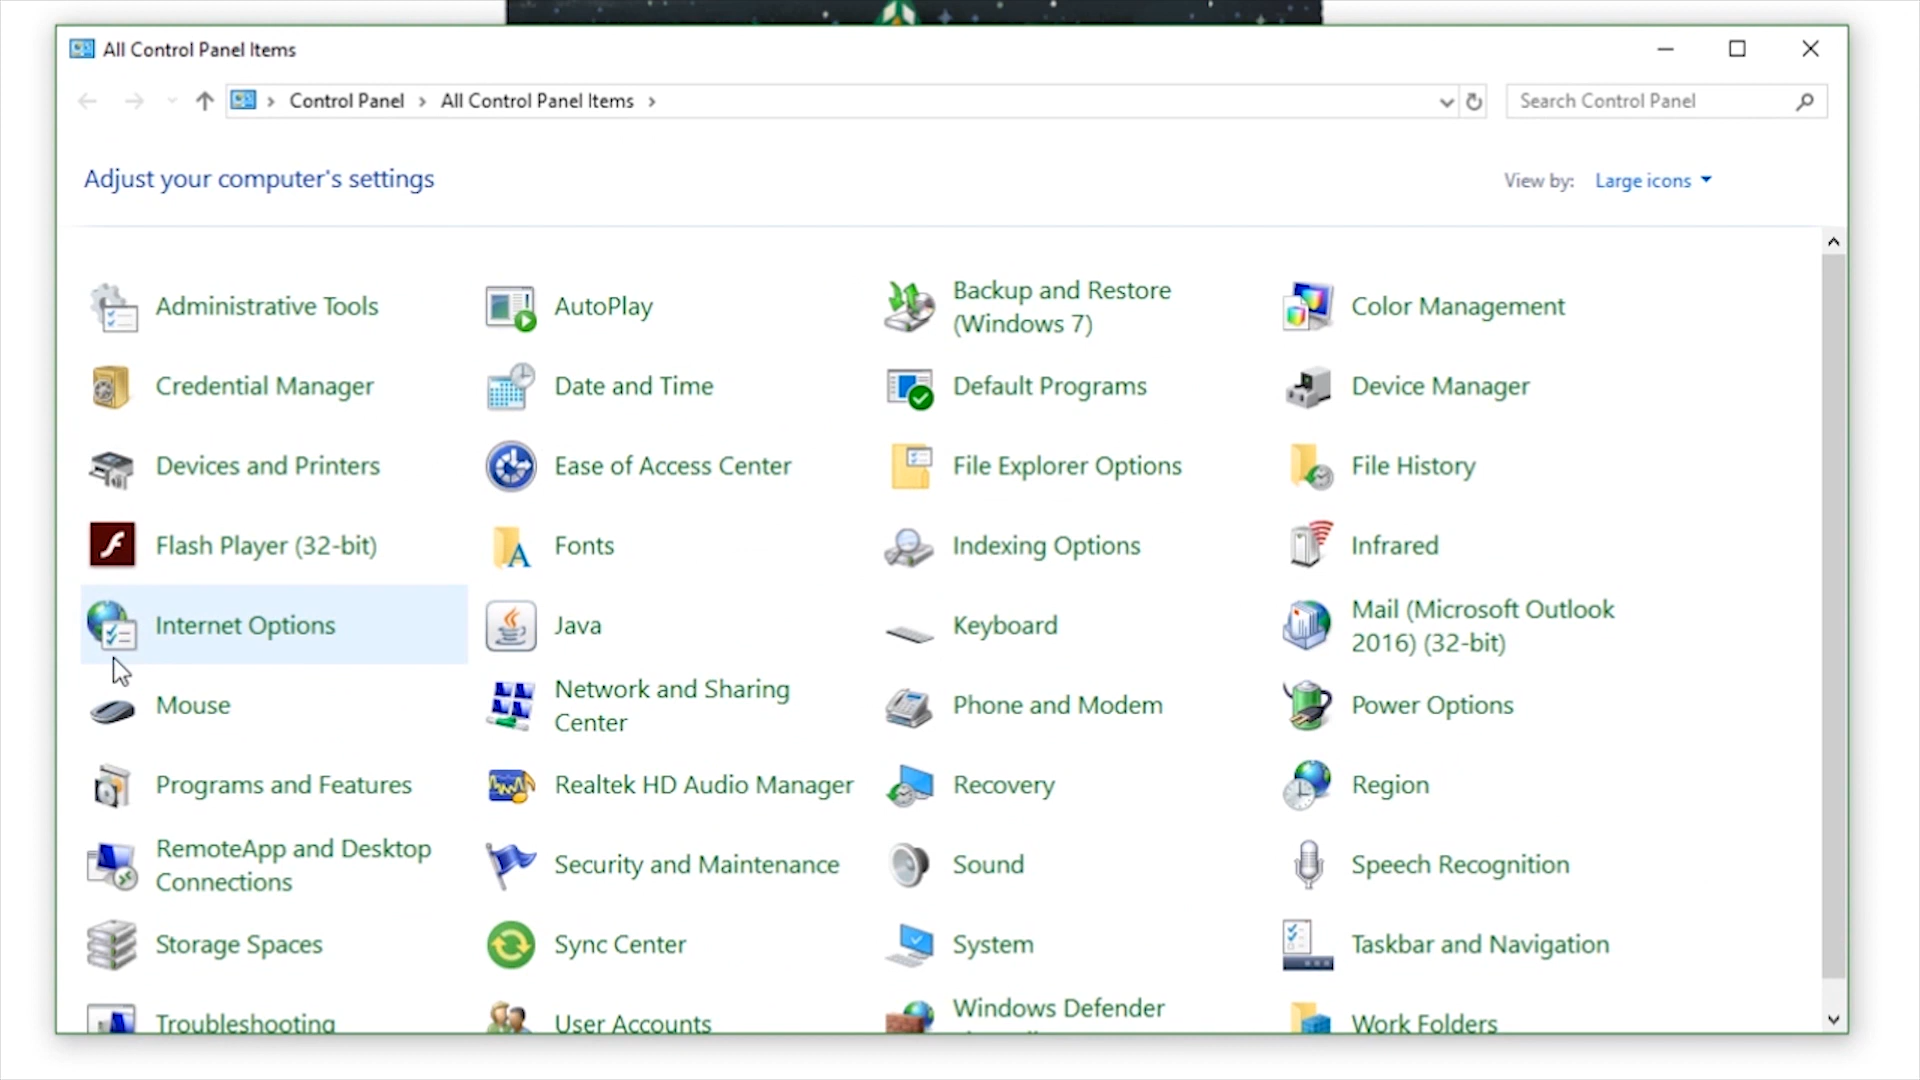 All Control Panel Items
Control Panel
All Control Panel Items
Search Control Panel
Adjust your computer's settings
View by: Large icons
Administrative Tools
AutoPlay
Backup and Restore
(Windows 7)
Color Management
Credential Manager
Date and Time
Default Programs
Device Manager
Devices and Printers
Ease of Access Center
File Explorer Options
File History
Flash Player (32-bit)
Fonts
Indexing Options
Infrared
Internet Options
Java
Keyboard
Mail (Microsoft Outlook
2016) (32-bit)
Mouse
Network and Sharing
Center
Phone and Modem
Power Options
Programs and Features
Realtek HD Audio Manager
Recovery
Region
RemoteApp and Desktop
Connections
Security and Maintenance
Sound
Speech Recognition
Storage Spaces
Sync Center
System
Taskbar and Navigation
Troubleshooting
User Accounts
Windows Defender
Work Folders